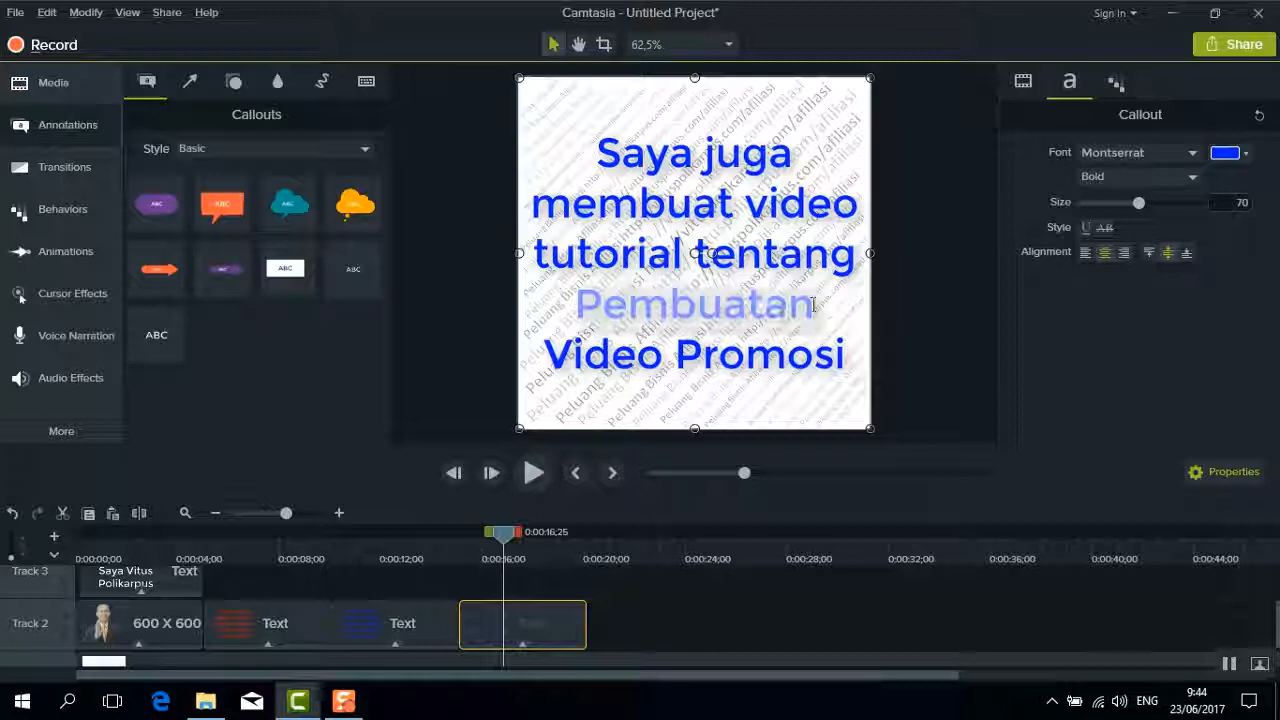 File Edit Modify View Share Help
Camtasia - Untitled Project*
Sign In
Record
62,5%
Share
Media
Annotations
Transitions
Behaviors
Animations
Cursor Effects
Voice Narration
Audio Effects
More
Callouts
Style Basic
ABC ABC ABC ABC
ABC ABC ABC ABC
ABC
Saya juga
membuat video
tutorial tentang
Pembuatan
Video Promosi
a
Callout
Font Montserrat
Bold
Size 70
Style U AB
Alignment
Properties
0:00:16;25
0:00:00;00 0:00:04;00 0:00:08;00 0:00:12;00 0:00:16;00 0:00:20;00 0:00:24;00 0:00:28;00 0:00:32;00 0:00:36;00 0:00:40;00 0:00:44;00
Track 3
Saya Vitus
Polikarpus
Text
Track 2
600 X 600
Text
Text
Text
ENG
9:44
23/06/2017